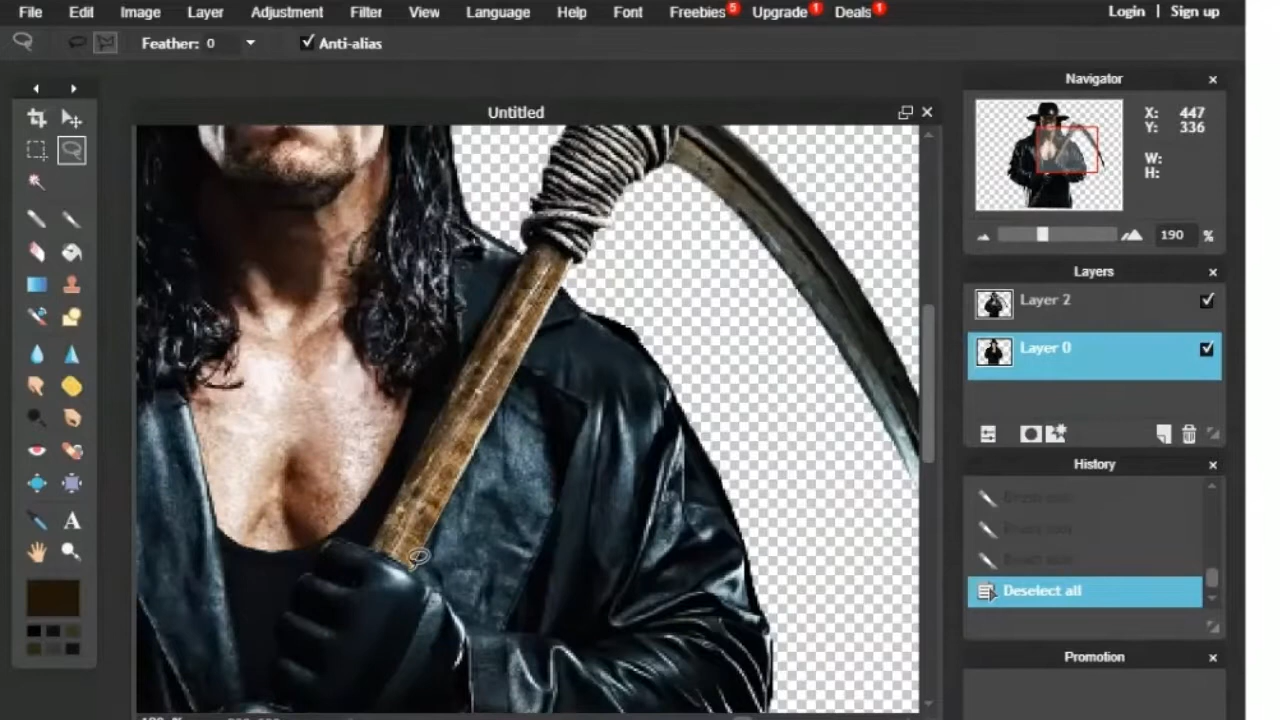 File Edit Image Layer Adjustment Filter View Language Help Font Freebies 5 Upgrade 1 Deals 1 Login | Sign up
Feather: 0 Anti-alias
Navigator
Untitled
X: 447
Y: 336
W:
H:
190 %
Layers
Layer 2
Layer 0
History
Deselect all
A
Promotion